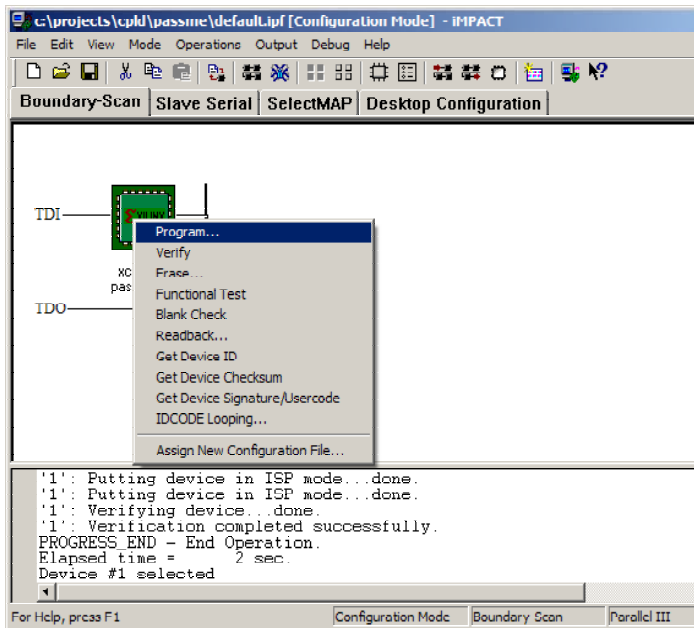 c:\projects\cpld\passme\default.ipf [Configuration Mode] - iMPACT
File Edit View Mode Operations Output Debug Help
Boundary-Scan Slave Serial SelectMAP Desktop Configuration
TDI
XILINX
Program...
Verify
xc
Erase...
pas
Functional Test
TDO
Blank Check
Readback...
Get Device ID
Get Device Checksum
Get Device Signature/Usercode
IDCODE Looping...
Assign New Configuration File...
'1': Putting device in ISP mode...done.
'1': Putting device in ISP mode...done.
'1': Verifying device...done.
'1': Verification completed successfully.
PROGRESS_END - End Operation.
Elapsed time = 2 sec.
Device #1 selected
For Help, press F1 Configuration Mode Boundary Scan Parallel III